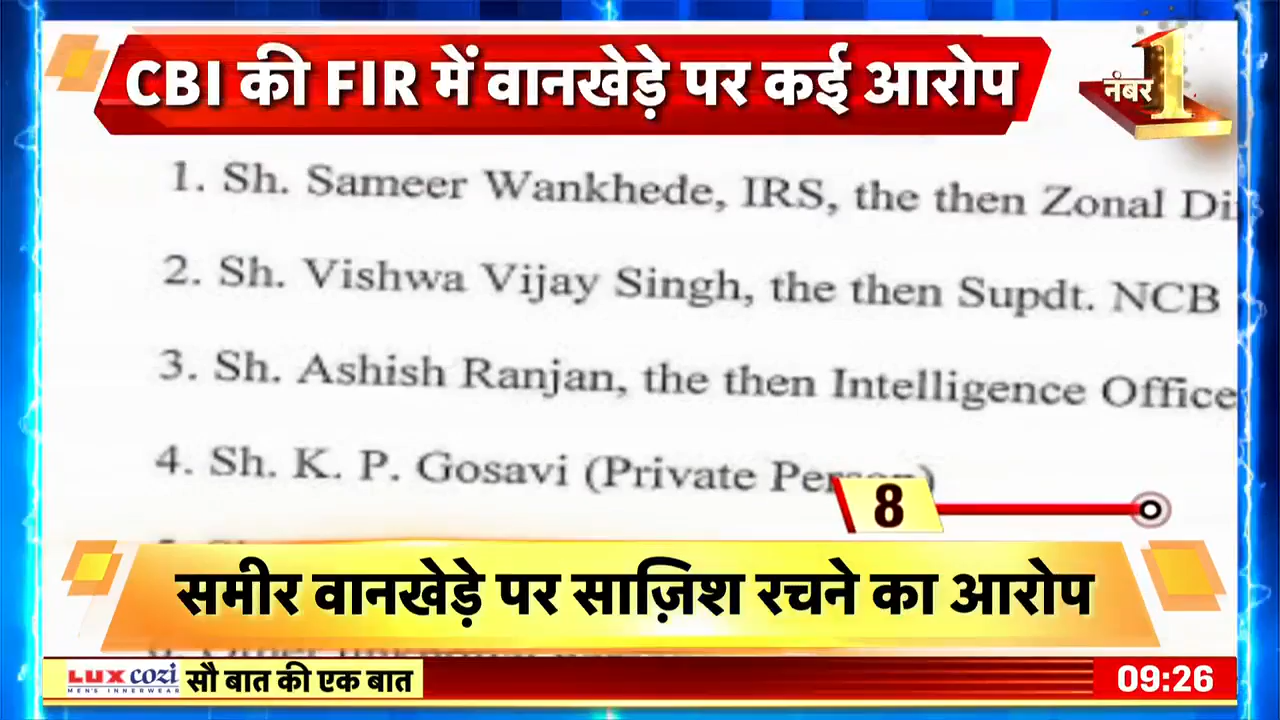 CBI की FIR में वानखेड़े पर कई आरोप
नंबर 1
1. Sh. Sameer Wankhede, IRS, the then Zonal
2. Sh. Vishwa Vijay Singh, the then Supdt. NCB
3. Sh. Ashish Ranjan, the then Intelligence Office
4. Sh. K. P. Gosavi (Private Person)
8
समीर वानखेड़े पर साज़िश रचने का आरोप
LUX cozi
MEN'S INNERWEAR
सौ बात की एक बात
09:26